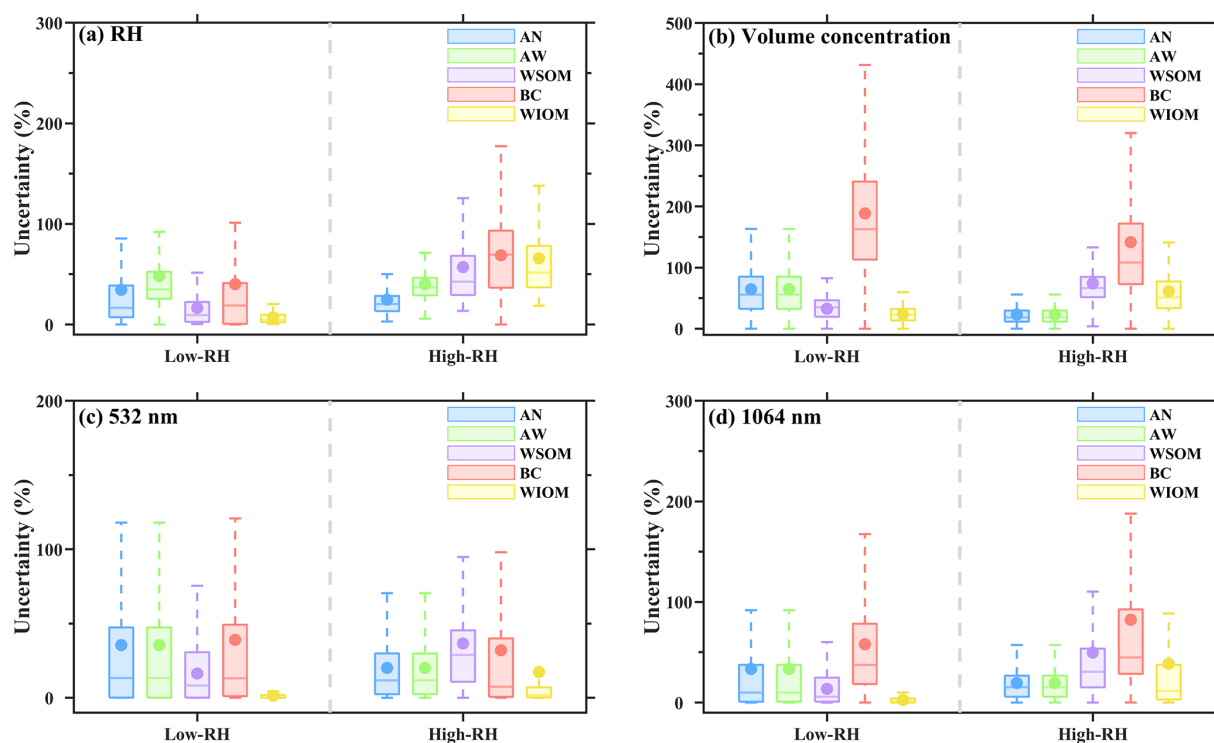 (a) RH
Uncertainty (%)
300
200
100
0
AN
AW
WSOM
BC
WIOM
Low-RH
High-RH
(b) Volume concentration
Uncertainty (%)
500
400
300
200
100
0
AN
AW
WSOM
BC
WIOM
Low-RH
High-RH
(c) 532 nm
Uncertainty (%)
200
100
0
AN
AW
WSOM
BC
WIOM
Low-RH
High-RH
(d) 1064 nm
Uncertainty (%)
300
200
100
0
AN
AW
WSOM
BC
WIOM
Low-RH
High-RH